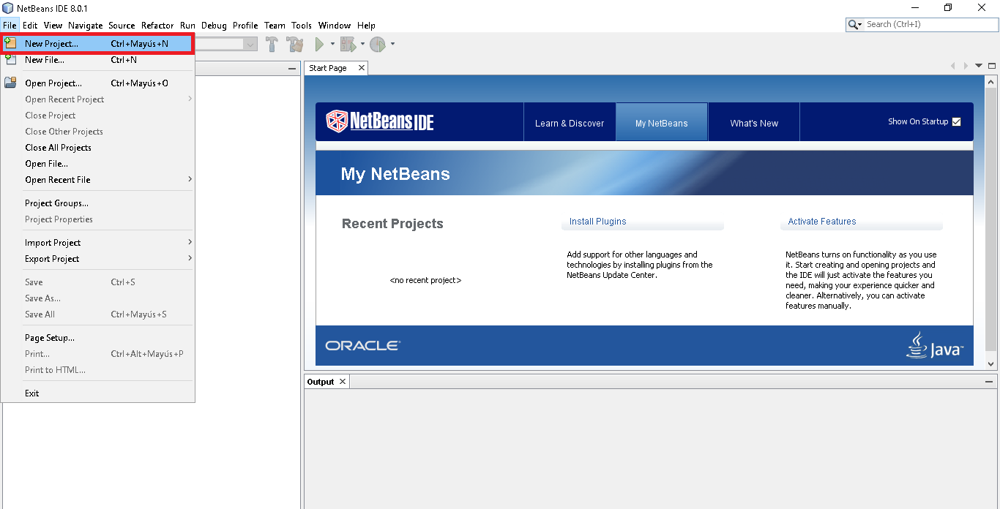 NetBeans IDE 8.0.1
File Edit View Navigate Source Refactor Run Debug Profile Team Tools Window Help
Search (Ctrl+I)
New Project... Ctrl+Mayús+N
New File... Ctrl+N
Open Project... Ctrl+Mayús+O
Open Recent Project
Close Project
Close Other Projects
Close All Projects
Open File...
Open Recent File
Project Groups...
Project Properties
Import Project
Export Project
Save Ctrl+S
Save As...
Save All Ctrl+Mayús+S
Page Setup...
Print... Ctrl+Alt+Mayús+P
Print to HTML...
Exit
Start Page
NetBeans IDE
Learn & Discover
My NetBeans
What's New
Show On Startup
My NetBeans
Recent Projects
<no recent project>
Install Plugins
Add support for other languages and
technologies by installing plugins from the
NetBeans Update Center.
Activate Features
NetBeans turns on functionality as you use
it. Start creating and opening projects and
the IDE will just activate the features you
need, making your experience quicker and
cleaner. Alternatively, you can activate
features manually.
ORACLE
Java
Output